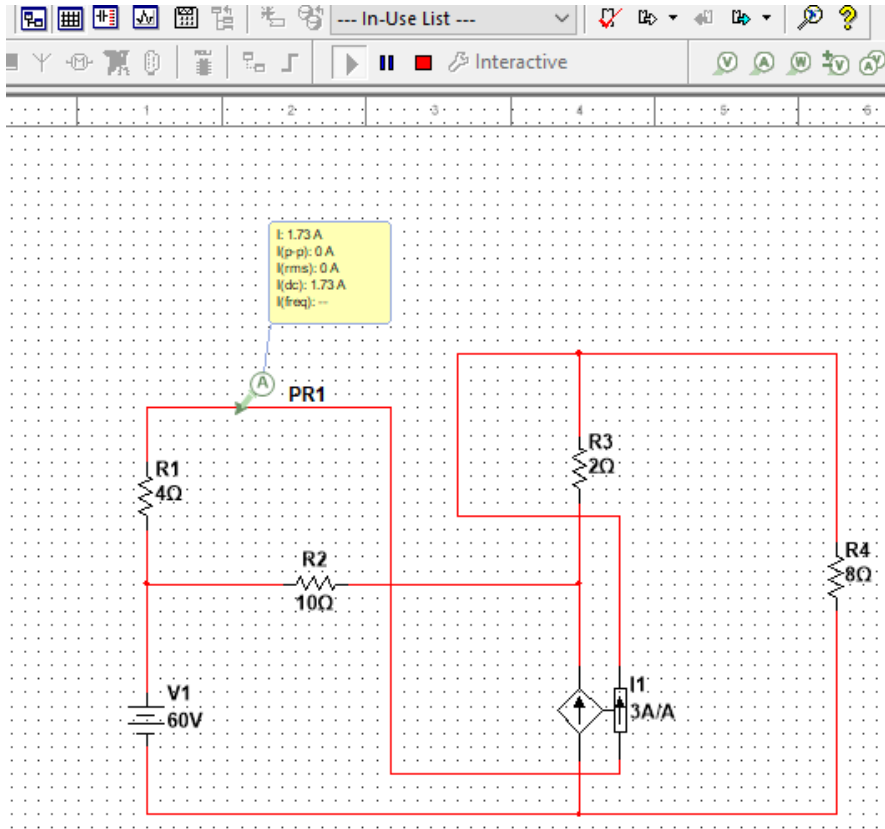 --- In-Use List ---
Interactive
V A W V A V
1 2 3 4 5 6
I: 1.73 A
I(p-p): 0 A
I(rms): 0 A
I(dc): 1.73 A
I(freq): --
A
PR1
R1
4Ω
R2
10Ω
R3
2Ω
R4
8Ω
V1
60V
I1
3A/A